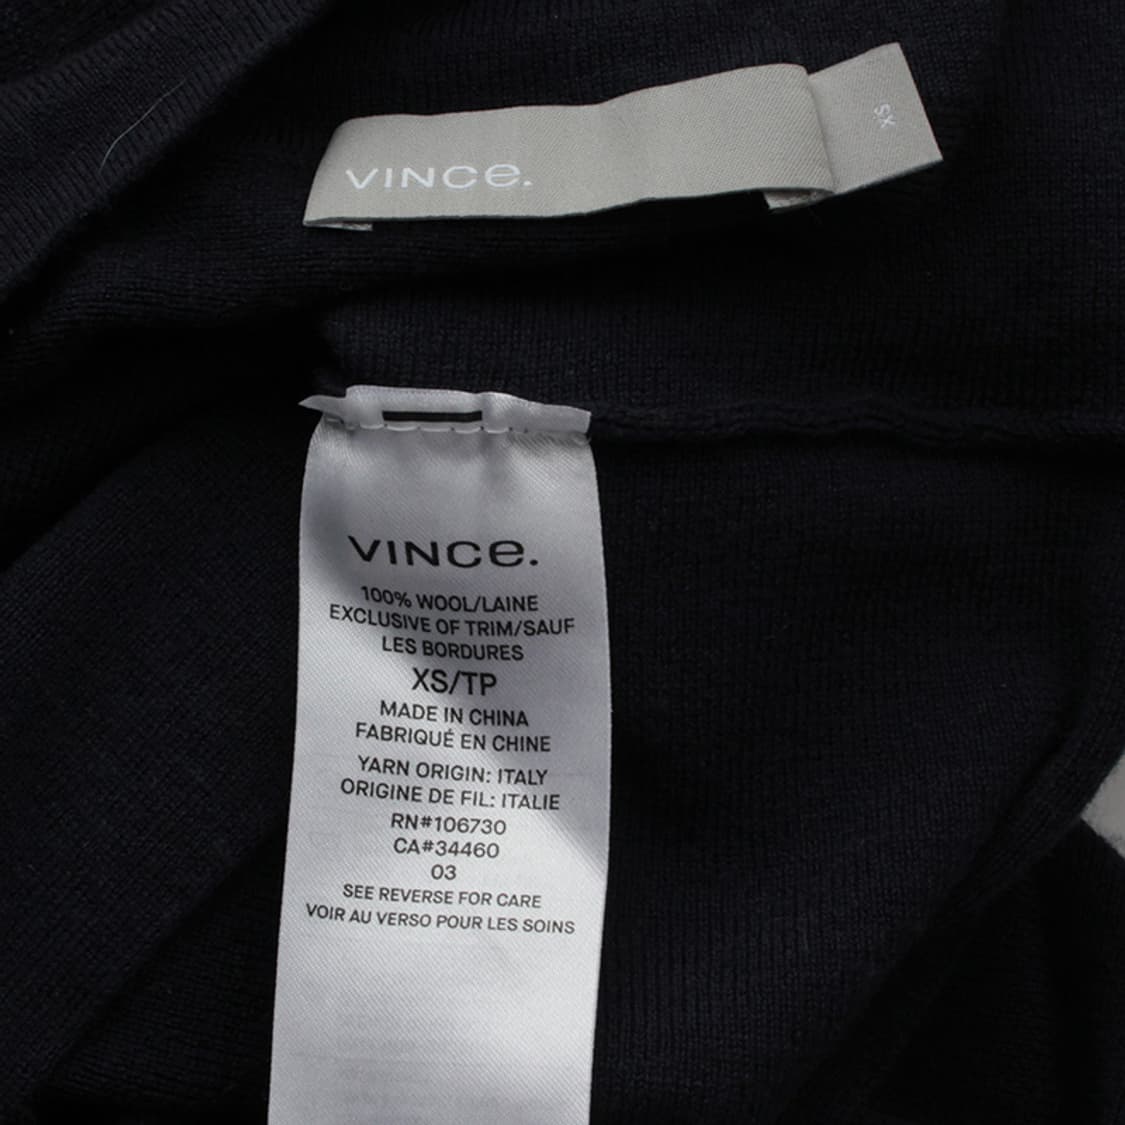 VINCE.
XS
VINCE.
100% WOOL/LAINE
EXCLUSIVE OF TRIM/SAUF
LES BORDURES
XS/TP
MADE IN CHINA
FABRIQUÉ EN CHINE
YARN ORIGIN: ITALY
ORIGINE DE FIL: ITALIE
RN#106730
CA#34460
03
SEE REVERSE FOR CARE
VOIR AU VERSO POUR LES SOINS